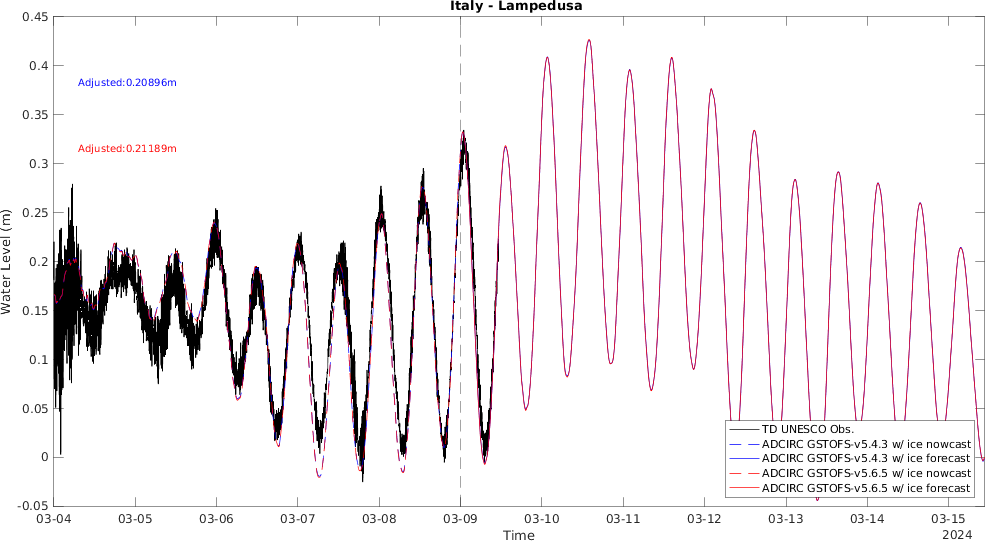 Italy - Lampedusa
0.45
0.4
0.35
0.3
0.25
0.2
0.15
0.1
0.05
0
-0.05
Water Level (m)
Adjusted:0.20896m
Adjusted:0.21189m
TD UNESCO Obs.
ADCIRC GSTOFS-v5.4.3 w/ ice nowcast
ADCIRC GSTOFS-v5.4.3 w/ ice forecast
ADCIRC GSTOFS-v5.6.5 w/ ice nowcast
ADCIRC GSTOFS-v5.6.5 w/ ice forecast
03-04 03-05 03-06 03-07 03-08 03-09 03-10 03-11 03-12 03-13 03-14 03-15
Time
2024